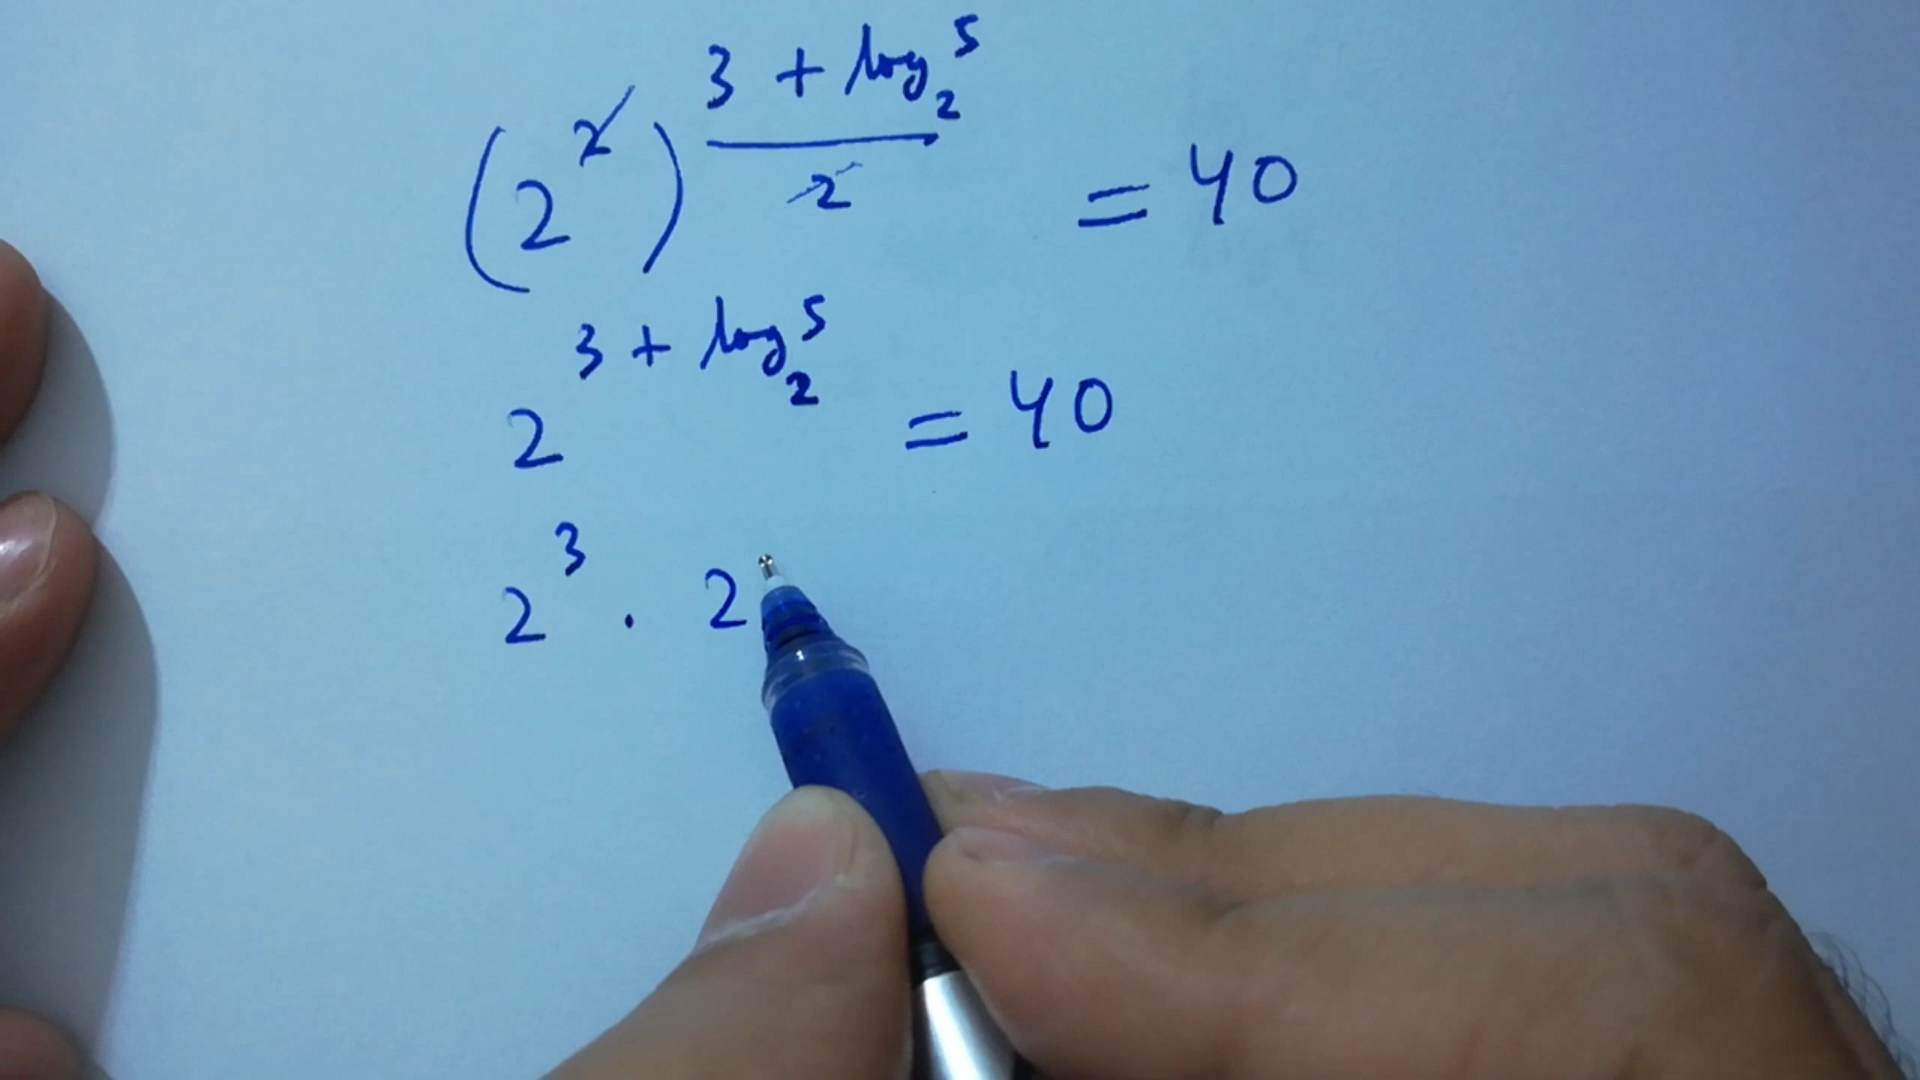 (2^2)^((3 + log_2 5)/2) = 40
2^(3 + log_2 5) = 40
2^3 . 2